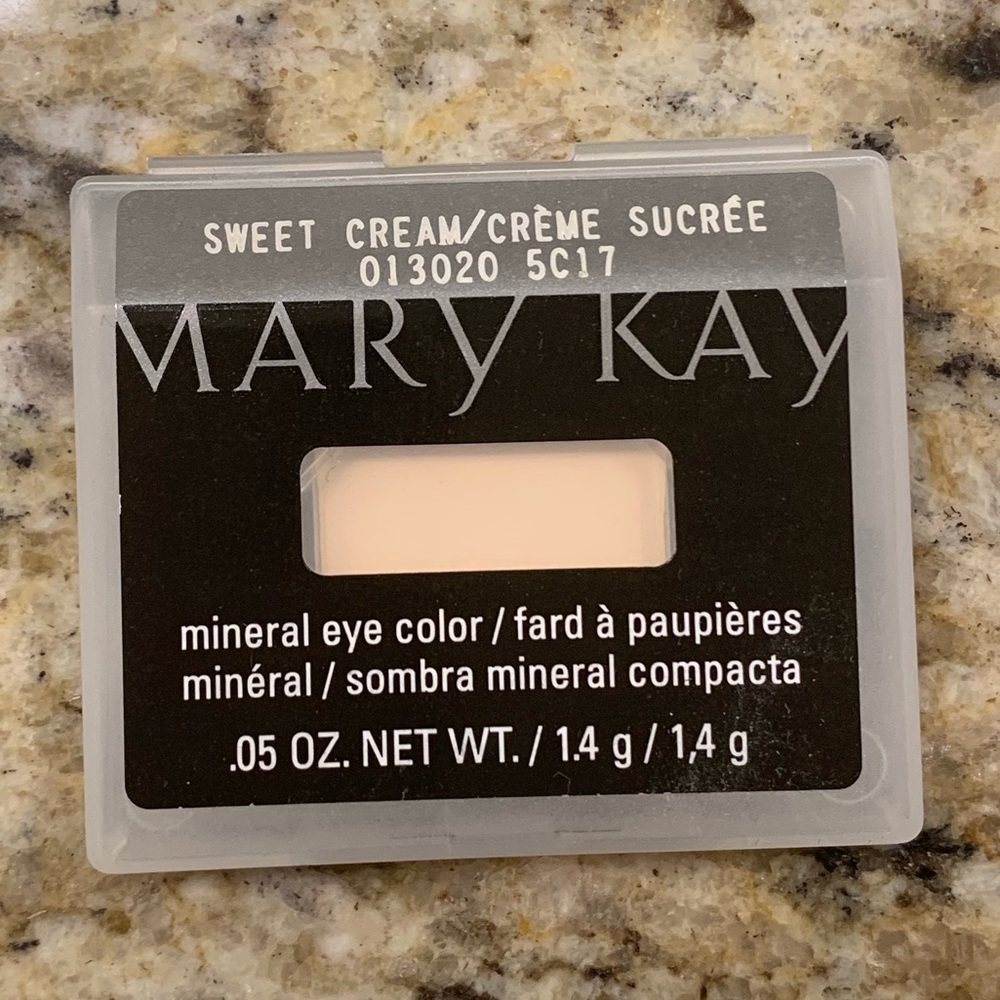 SWEET CREAM/CRÈME SUCRÉE
013020 5C17
MARY KAY
mineral eye color / fard à paupières
minéral / sombra mineral compacta
.05 OZ. NET WT. / 1.4 g / 1,4 g